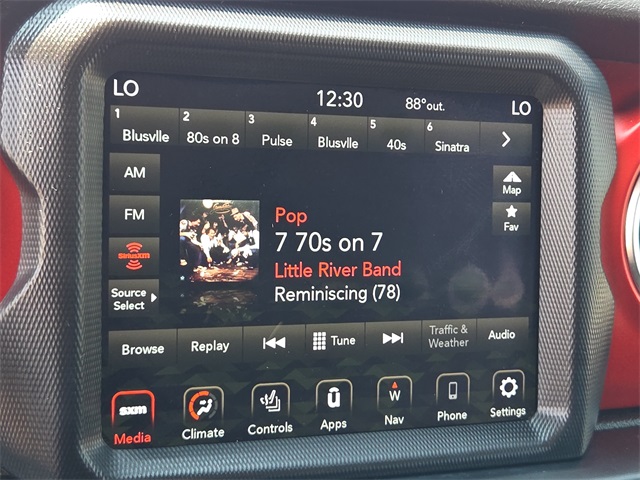 LO 12:30 88° out. LO
1 Blusvlle 2 80s on 8 3 Pulse 4 Blusvlle 5 40s 6 Sinatra
AM
Map
FM
Fav
SiriusXM
Source
Select
Pop
7 70s on 7
Little River Band
Reminiscing (78)
Browse Replay Tune Traffic & Weather Audio
sxm U W
Media Climate Controls Apps Nav Phone Settings